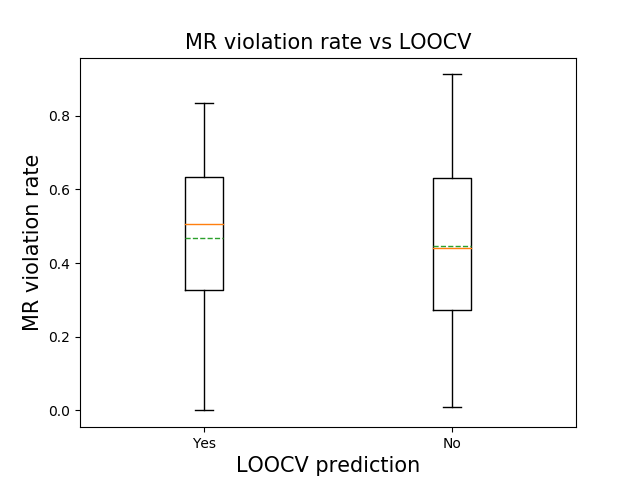 MR violation rate vs LOOCV
MR violation rate
0.8
0.6
0.4
0.2
0.0
Yes
No
LOOCV prediction